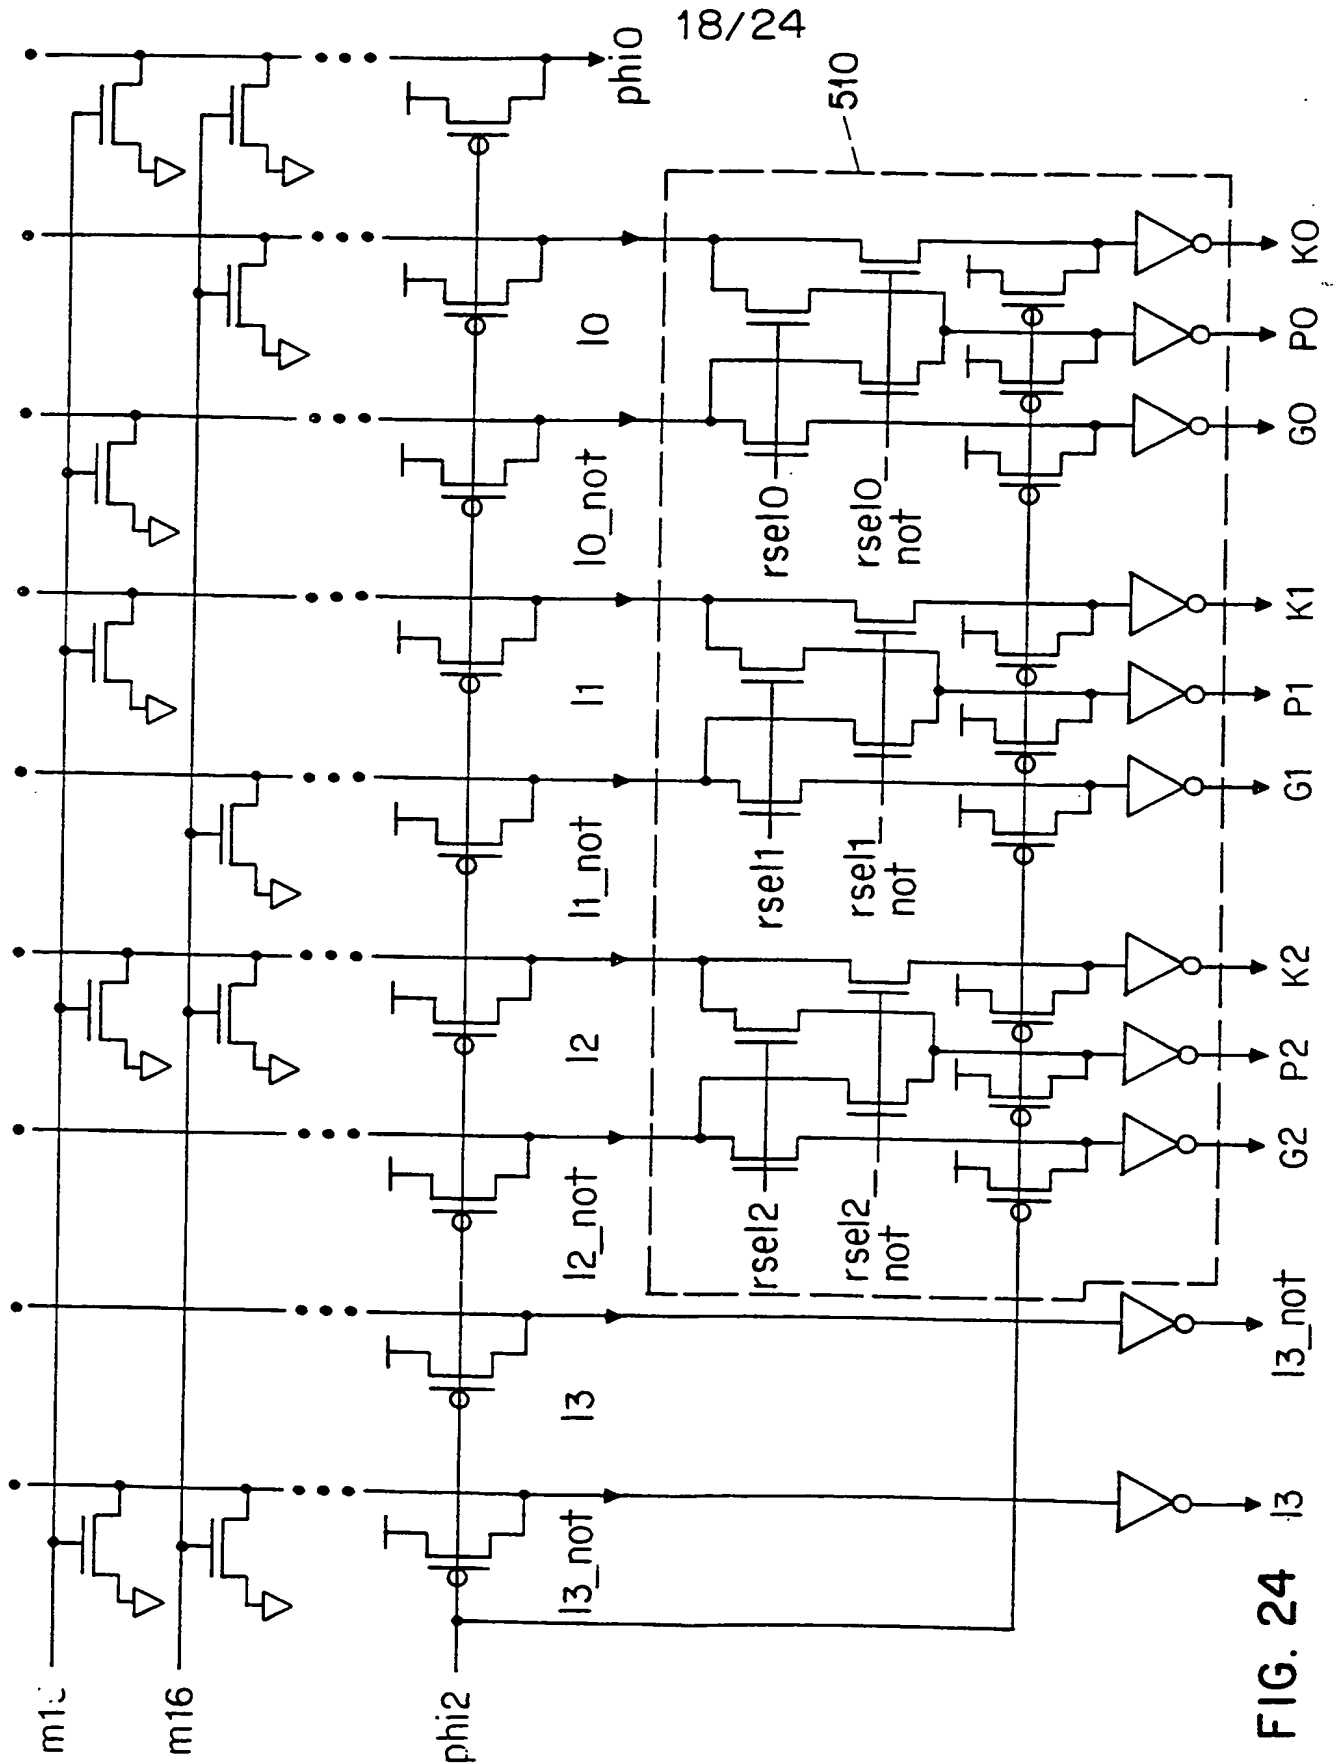 18/24
m16
phi2
I3_not
I3
I2_not
I2
I1_not
I1
I0_not
I0
phi0
rsel2
rsel1
rsel0
rsel2_
not
rsel1_
not
rsel0_
not
510
I3
I3_not
G2
P2
K2
G1
P1
K1
G0
P0
K0
FIG. 24